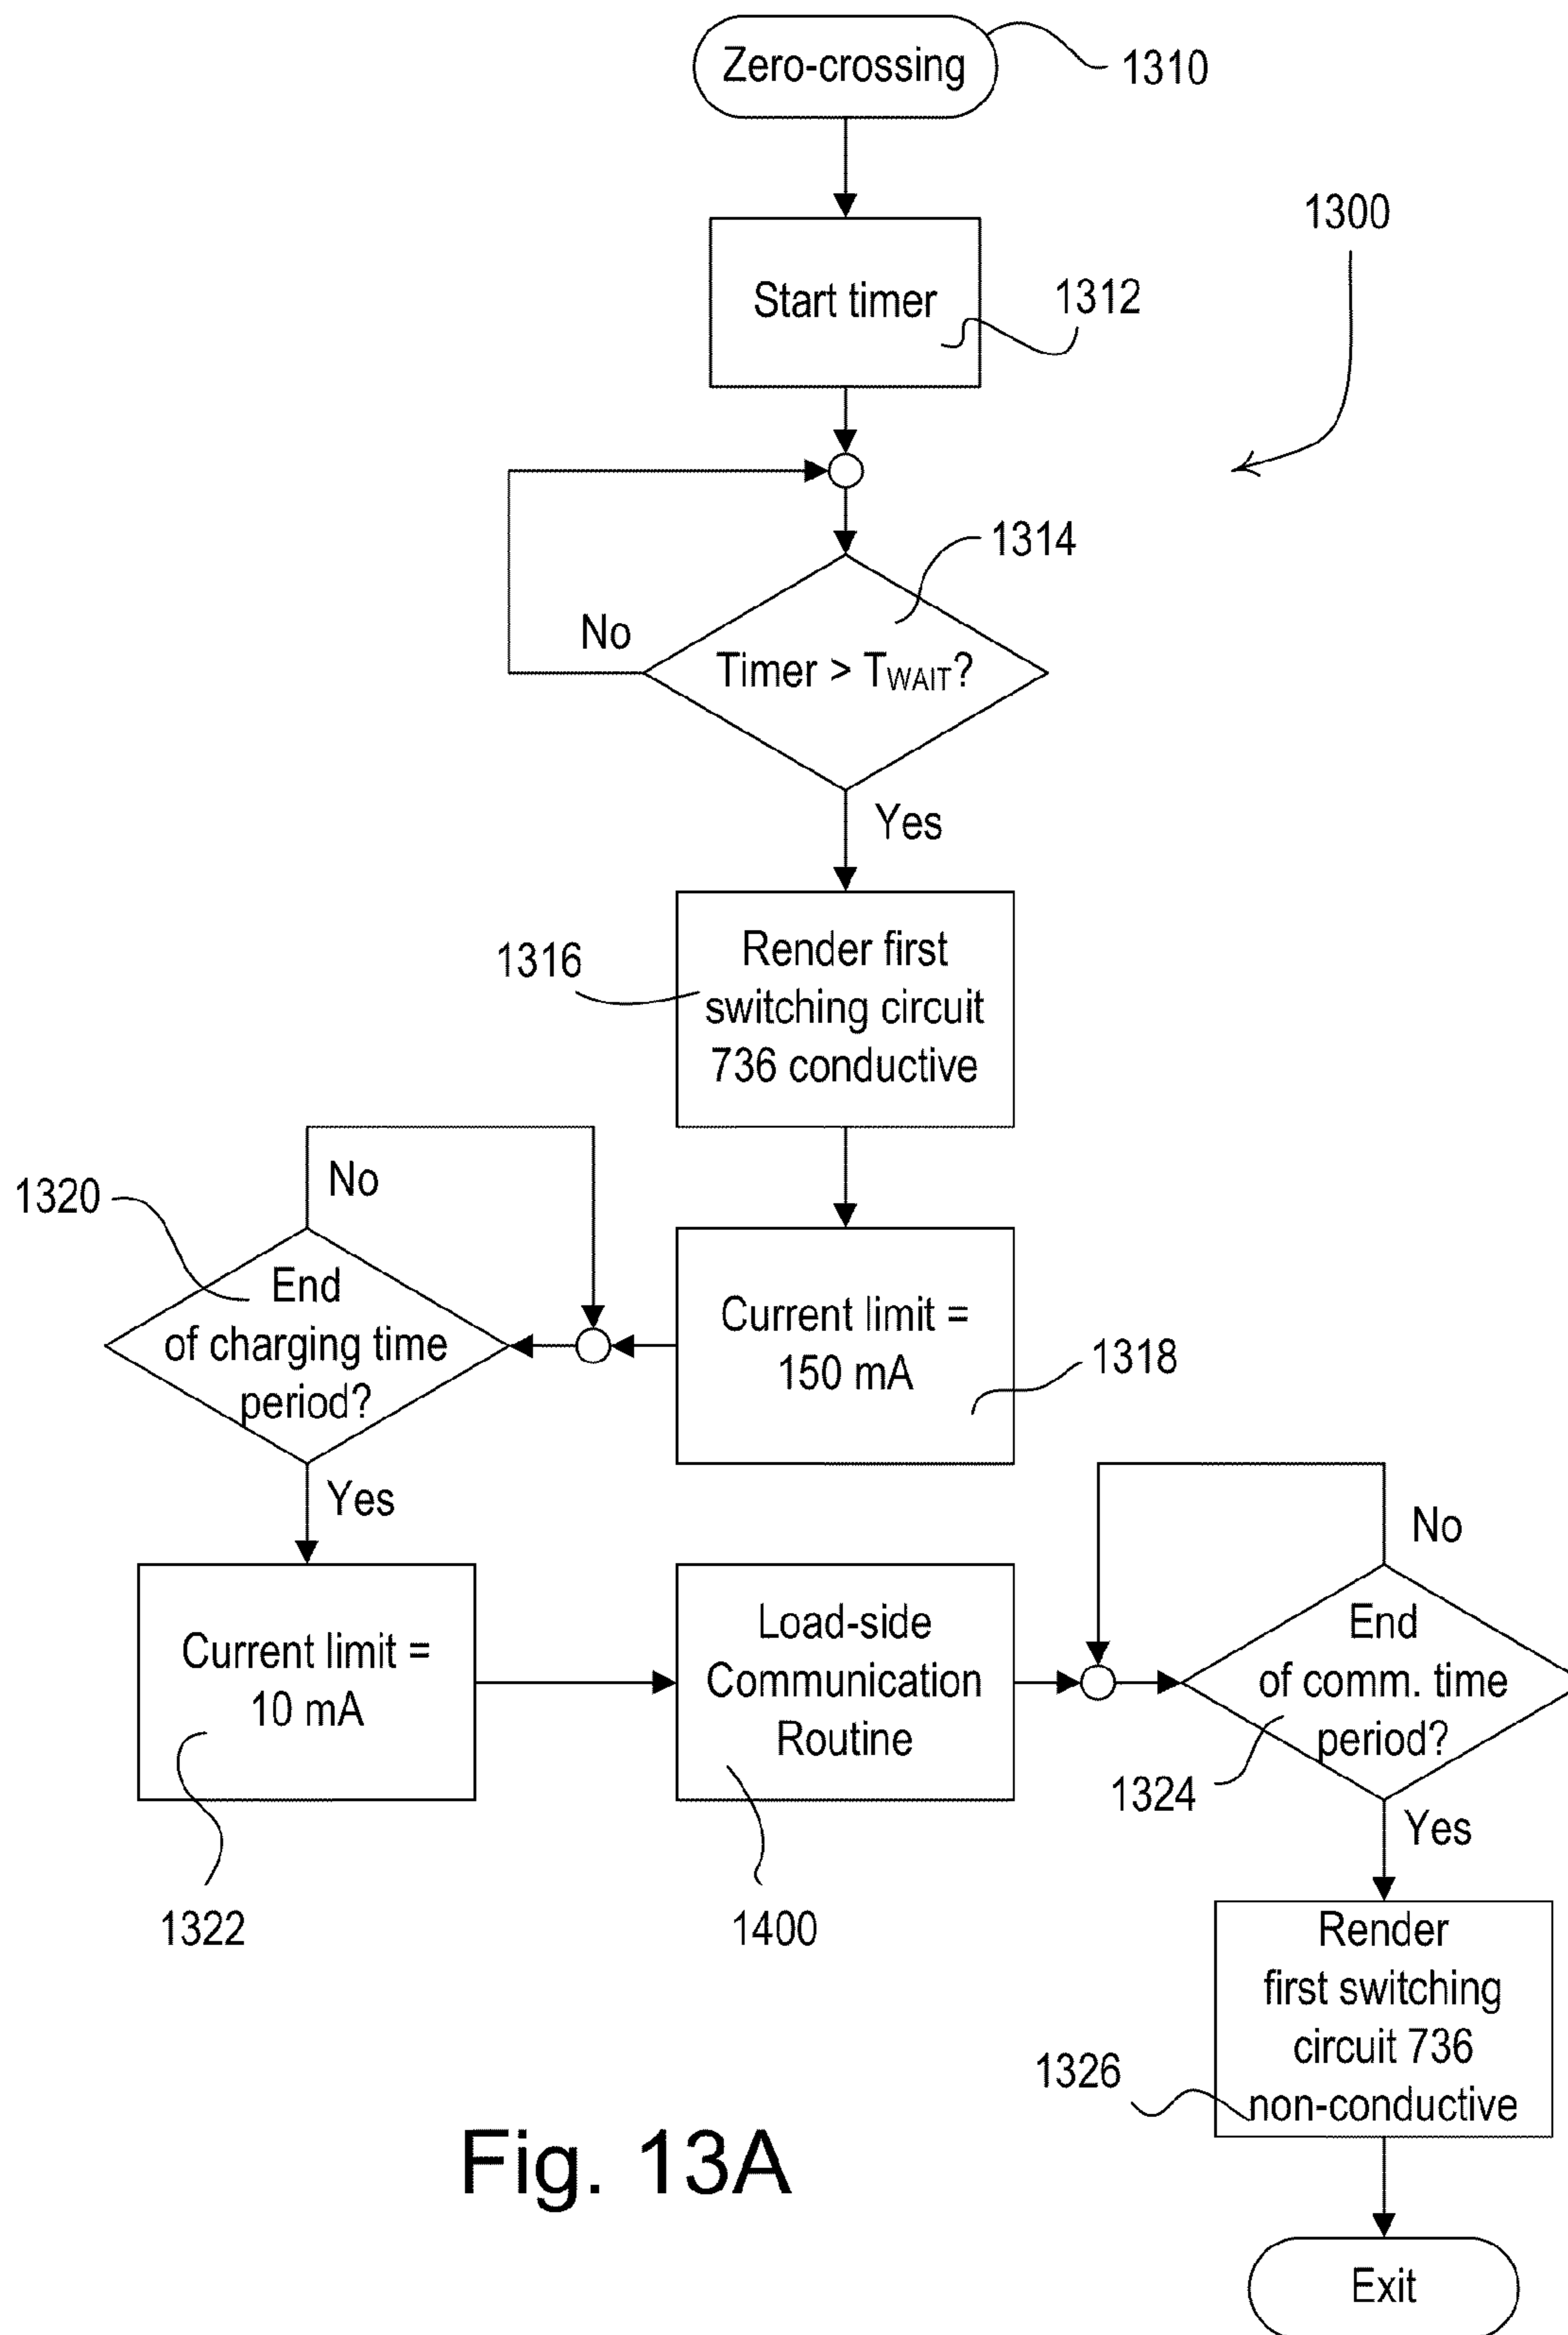 Zero-crossing
1310
1300
Start timer
1312
1314
No
Timer > TWAIT?
Yes
Render first
switching circuit
736 conductive
1316
No
1320
End
of charging time
period?
Current limit =
150 mA
1318
Yes
No
Current limit =
10 mA
Load-side
Communication
Routine
End
of comm. time
period?
1324
Yes
1322
1400
Render
first switching
circuit 736
non-conductive
1326
Fig. 13A
Exit